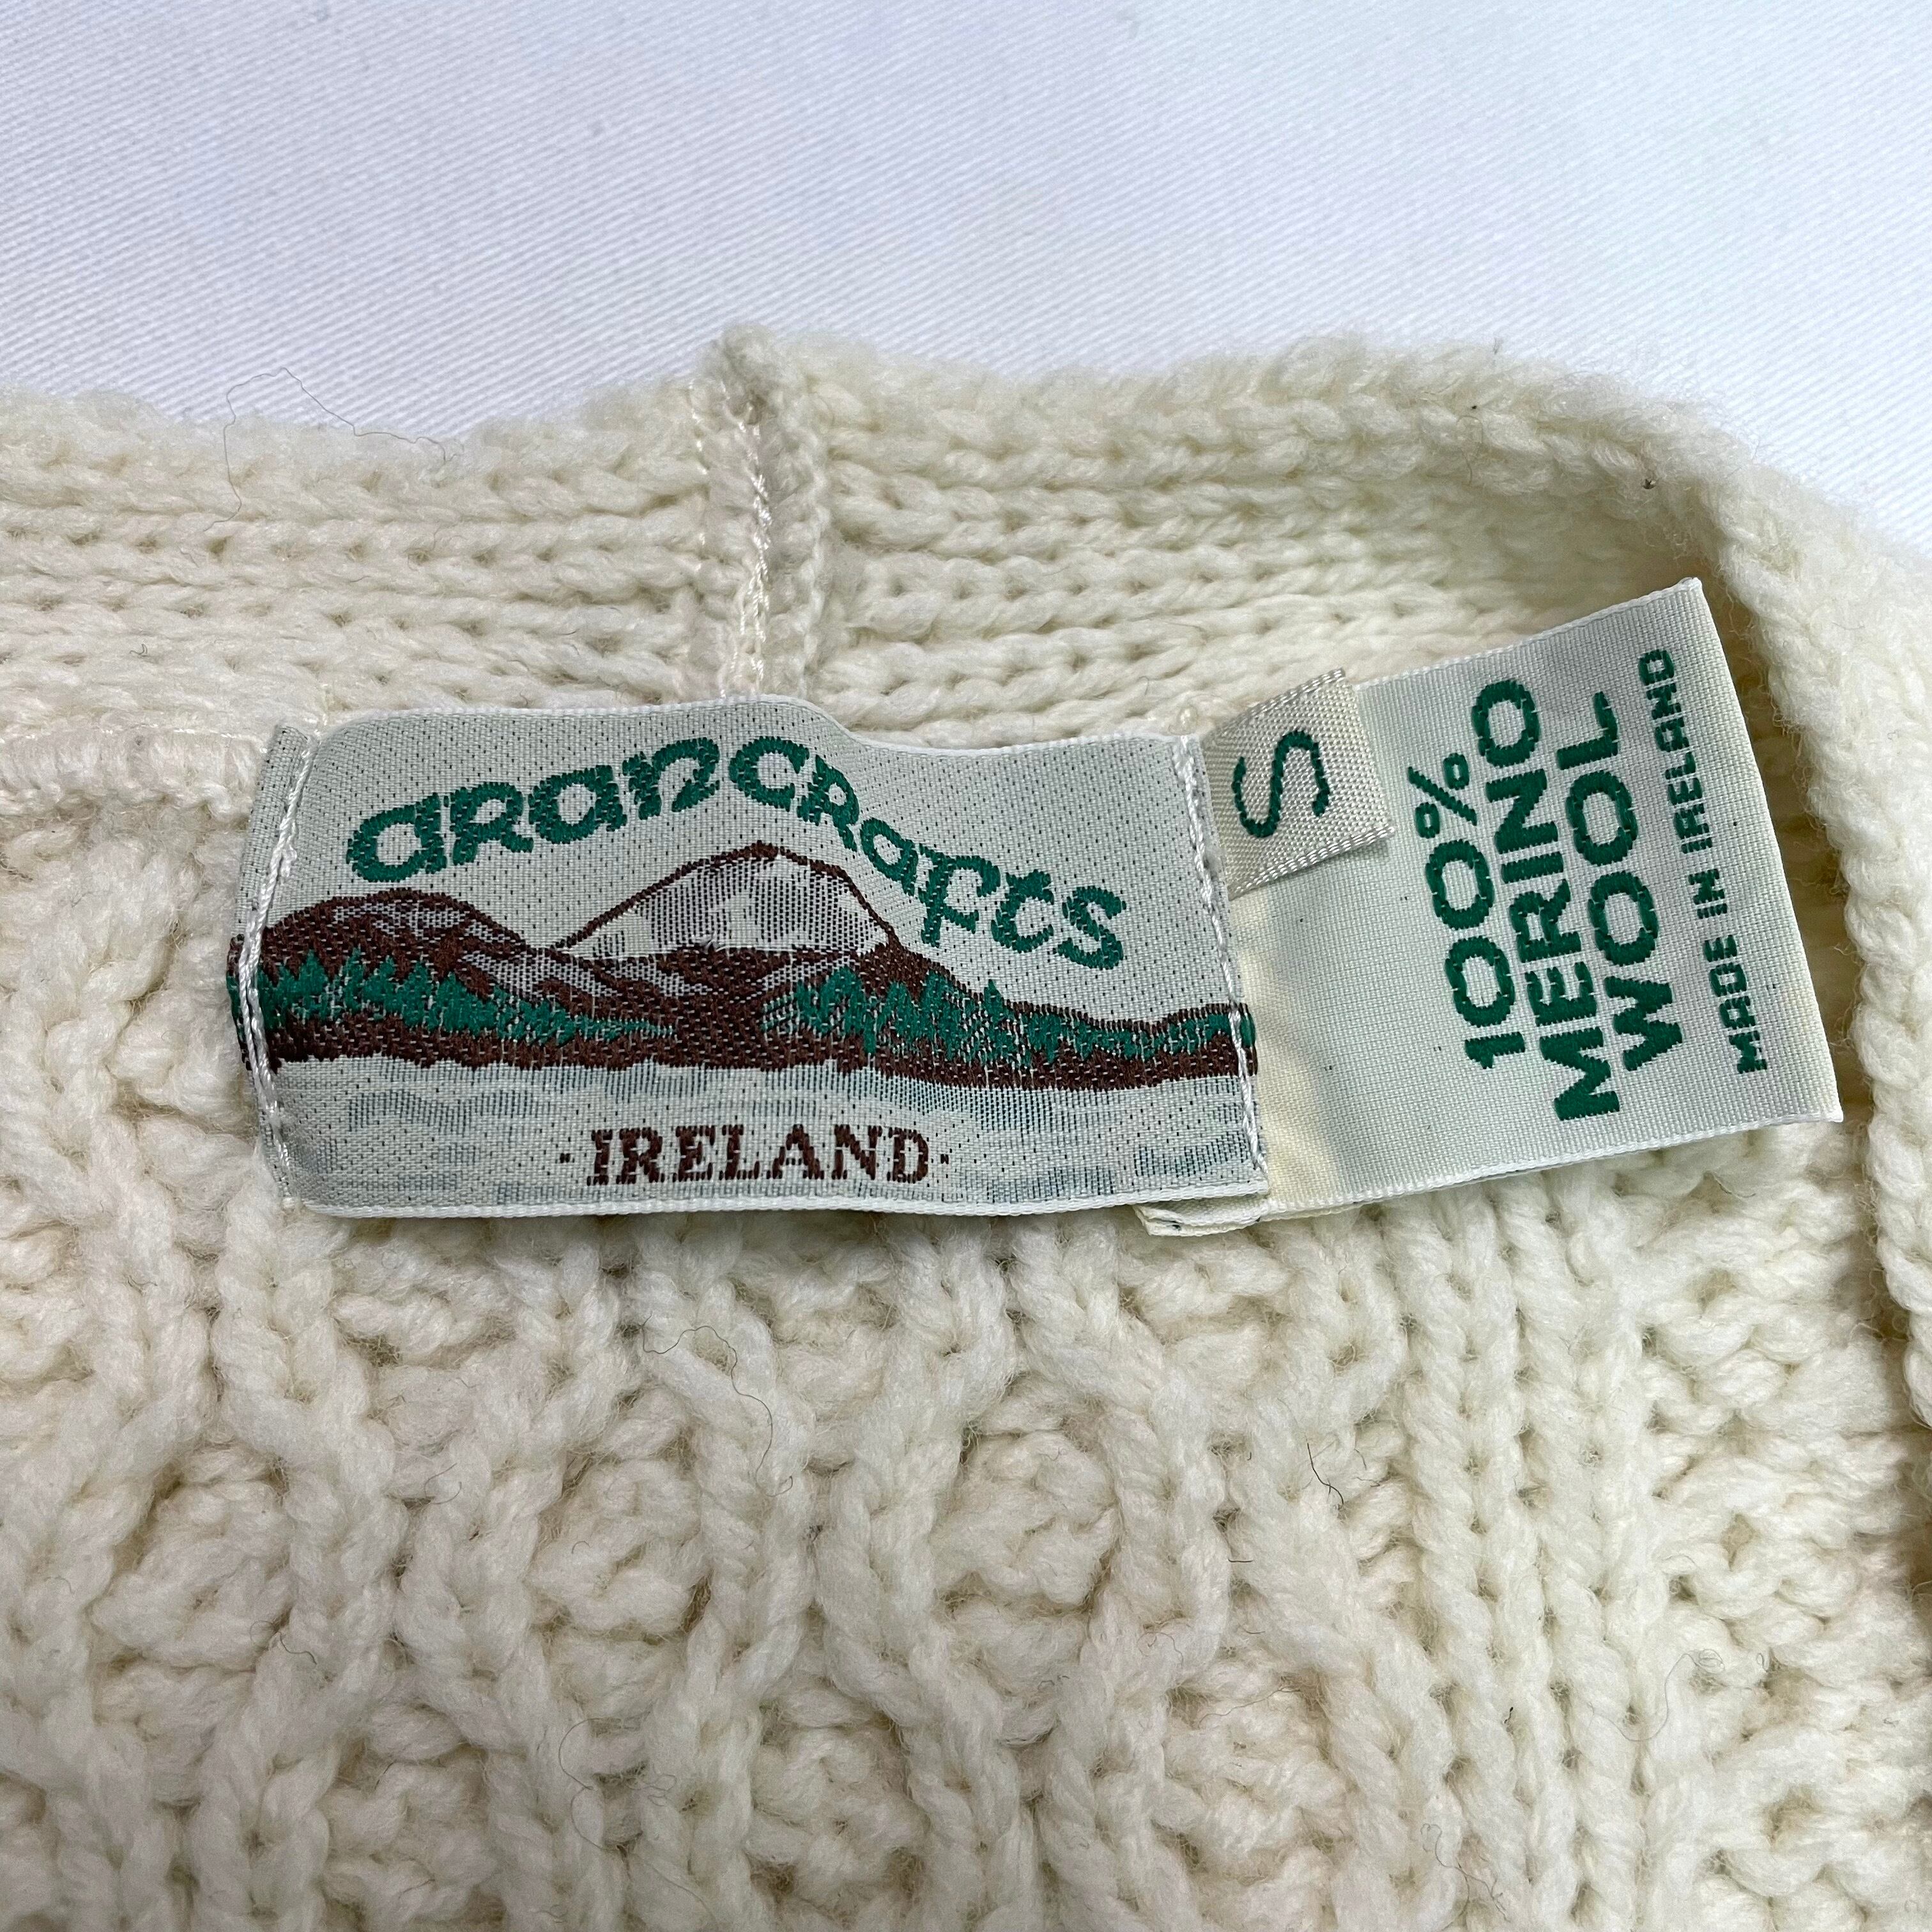 arancrafts
·IRELAND·
S
100%
MERINO
WOOL
MADE IN IRELAND